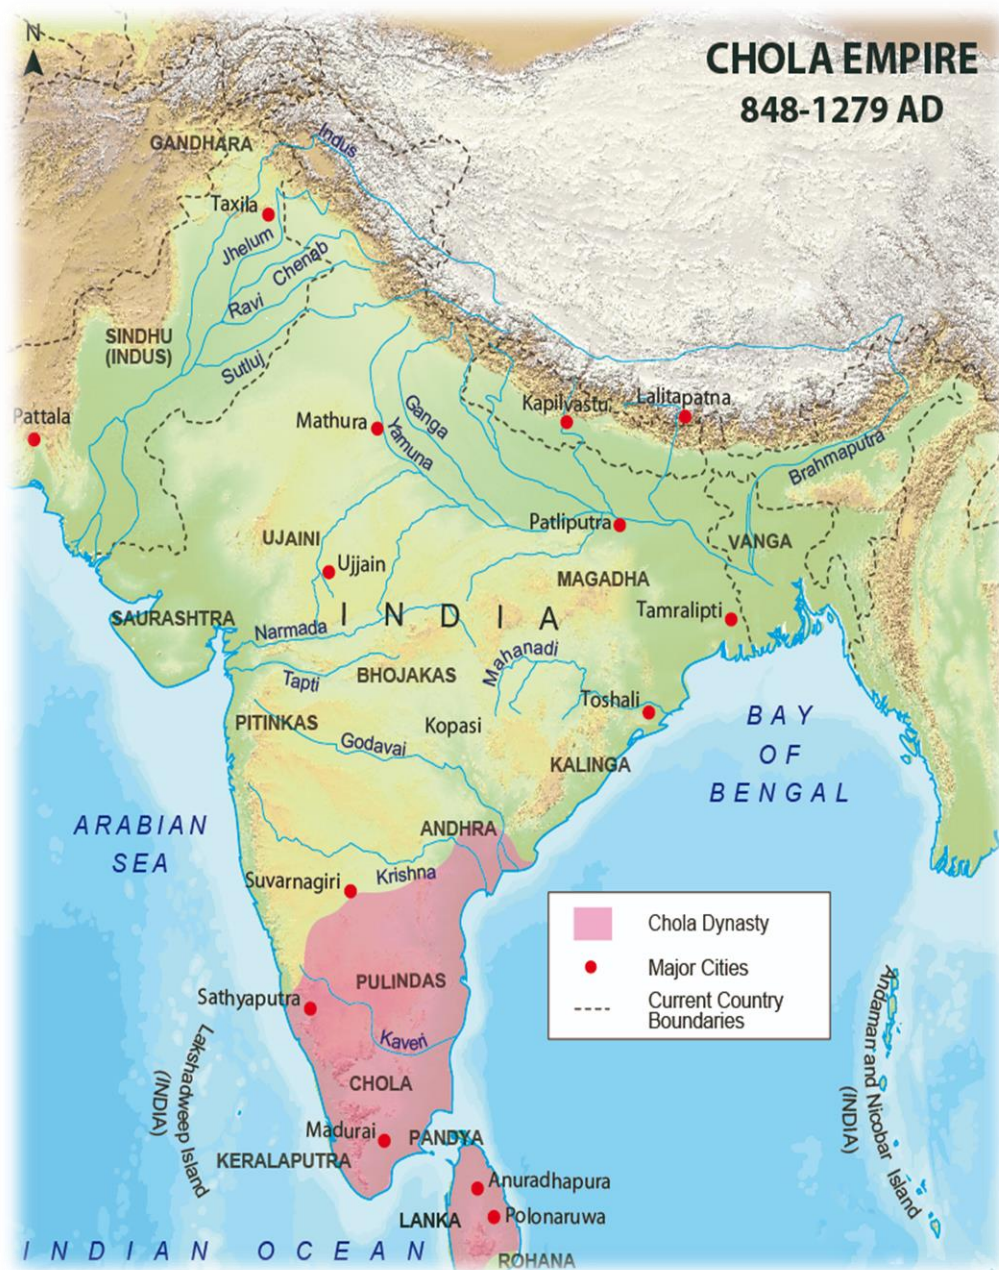 N
CHOLA EMPIRE
848-1279 AD
GANDHARA
Indus
Taxila
Jhelum
Chenab
Ravi
SINDHU
(INDUS)
Sutluj
Pattala
Mathura
Ganga
Yamuna
Kapilvastu
Lalitapatna
Brahmaputra
Patliputra
UJAINI
Ujjain
VANGA
MAGADHA
INDIA
Tamralipti
SAURASHTRA
Narmada
Mahanadi
Tapti
BHOJAKAS
Toshali
PITINKAS
Kopasi
Godavai
KALINGA
BAY
OF
BENGAL
ARABIAN
SEA
ANDHRA
Suvarnagiri
Krishna
Chola Dynasty
Major Cities
Current Country
Boundaries
PULINDAS
Sathyaputra
Kaveri
Lakshadweep Island
(INDIA)
Andaman and Nicobar Island
(INDIA)
CHOLA
Madurai
PANDYA
KERALAPUTRA
Anuradhapura
LANKA
Polonaruwa
INDIAN OCEAN
ROHANA